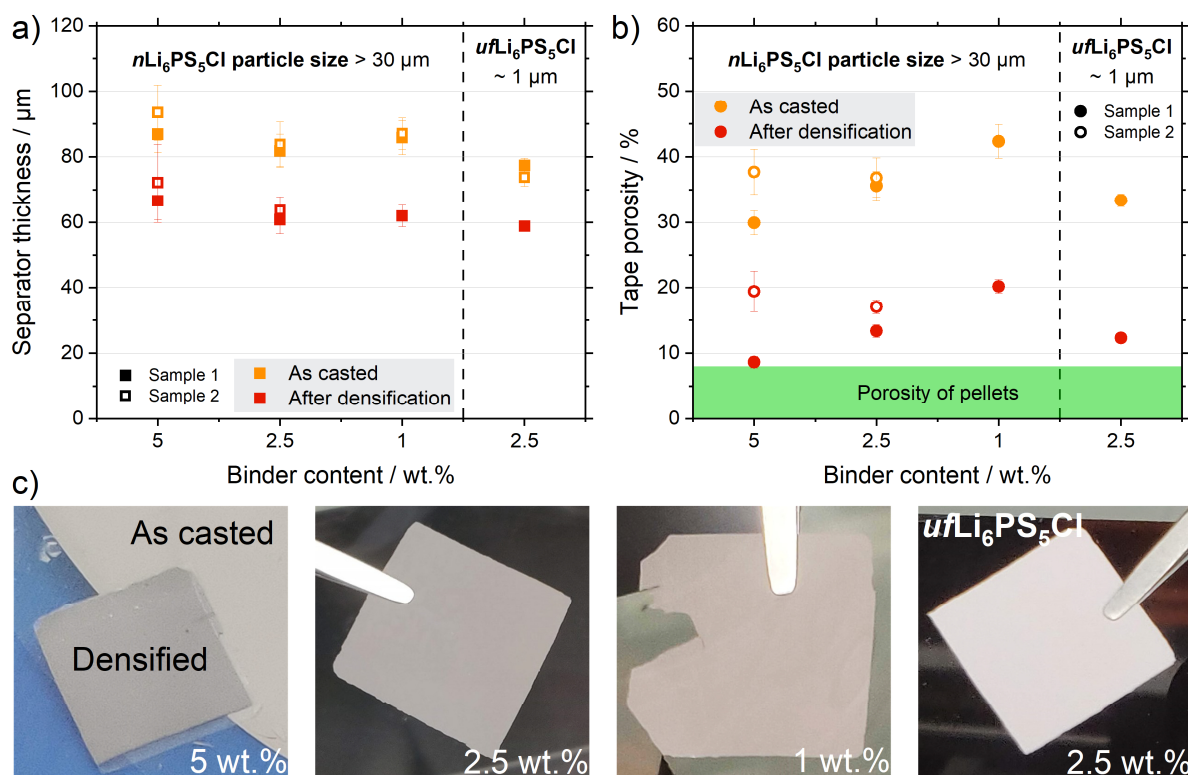 a)
Separator thickness / µm
120
100
80
60
40
20
0
nLi6PS5Cl particle size > 30 µm
ufLi6PS5Cl
~ 1 µm
Sample 1
Sample 2
As casted
After densification
5
2.5
1
2.5
Binder content / wt.%
b)
Tape porosity / %
60
50
40
30
20
10
0
nLi6PS5Cl particle size > 30 µm
ufLi6PS5Cl
~ 1 µm
As casted
After densification
Sample 1
Sample 2
Porosity of pellets
5
2.5
1
2.5
Binder content / wt.%
c)
As casted
Densified
5 wt.%
2.5 wt.%
1 wt.%
ufLi6PS5Cl
2.5 wt.%